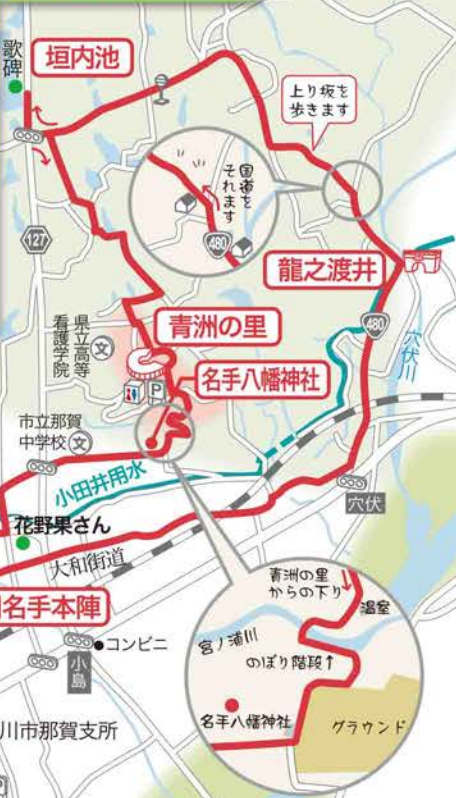 歌碑
垣内池
上り坂を
歩きます
国道を
それます
480
127
龍之渡井
480
穴伏川
青洲の里
県立高等
看護学院
文
P
名手八幡神社
市立那賀
中学校
文
小田井用水
穴伏
花野果さん
大和街道
名手本陣
コンビニ
小島
川市那賀支所
青洲の里
からの下り
温室
宮ノ浦川
のぼり階段↑
名手八幡神社
グラウンド